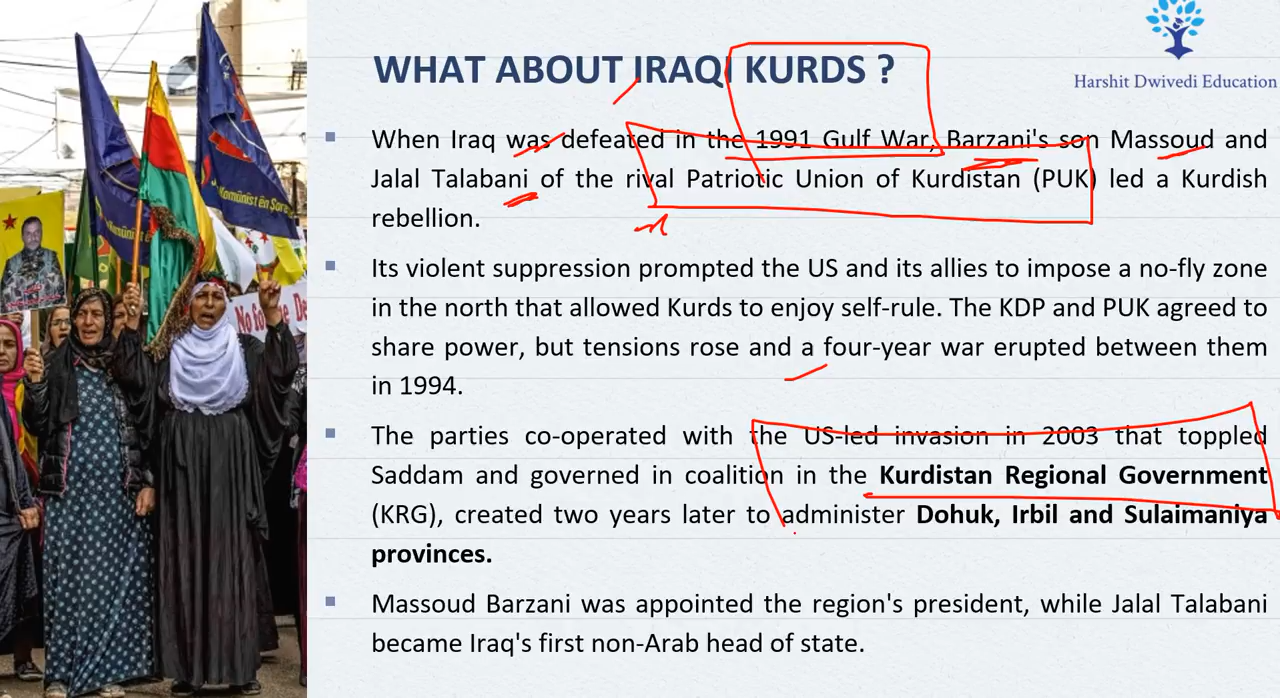 Harshit Dwivedi Education
WHAT ABOUT IRAQI KURDS ?
When Iraq was defeated in the 1991 Gulf War, Barzani's son Massoud and
Jalal Talabani of the rival Patriotic Union of Kurdistan (PUK) led a Kurdish
rebellion.
Its violent suppression prompted the US and its allies to impose a no-fly zone
in the north that allowed Kurds to enjoy self-rule. The KDP and PUK agreed to
share power, but tensions rose and a four-year war erupted between them
in 1994.
The parties co-operated with the US-led invasion in 2003 that toppled
Saddam and governed in coalition in the Kurdistan Regional Government
(KRG), created two years later to administer Dohuk, Irbil and Sulaimaniya
provinces.
Massoud Barzani was appointed the region's president, while Jalal Talabani
became Iraq's first non-Arab head of state.
Komünist ên
No fo